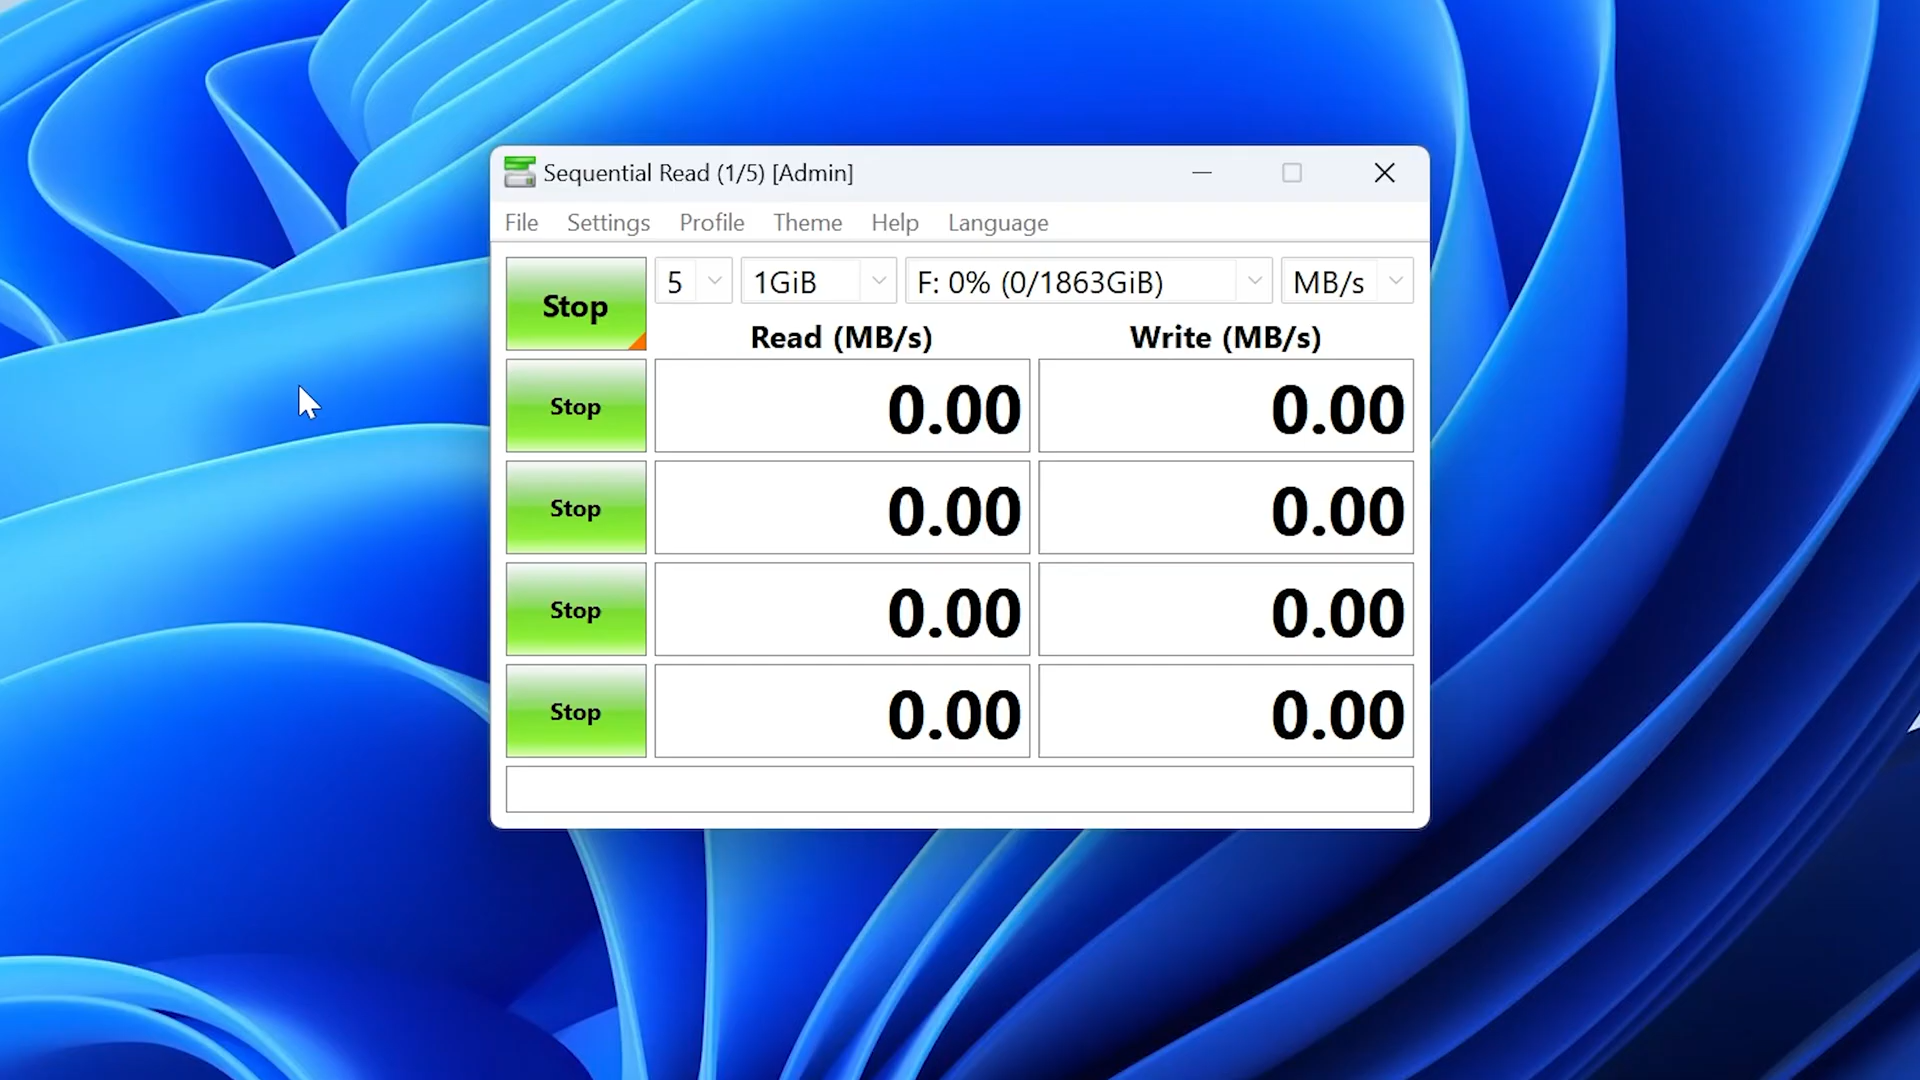 Sequential Read (1/5) [Admin]
File Settings Profile Theme Help Language
Stop 5 1GiB F: 0% (0/1863GiB) MB/s
Read (MB/s) Write (MB/s)
Stop 0.00 0.00
Stop 0.00 0.00
Stop 0.00 0.00
Stop 0.00 0.00